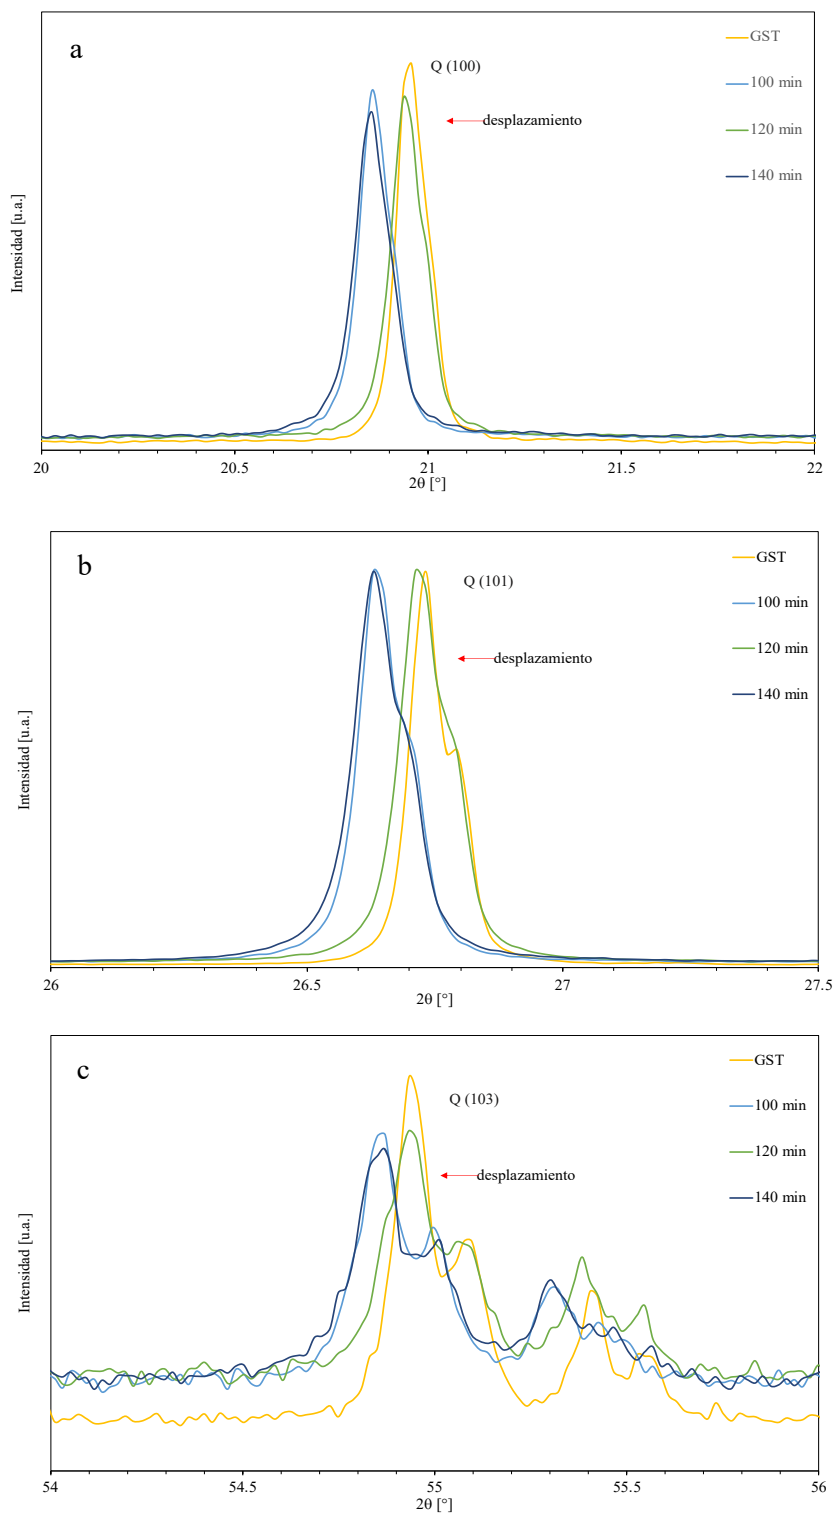 a
Q (100)
desplazamiento
GST
100 min
120 min
140 min
Intensidad [u.a.]
20
20.5
21
21.5
22
2θ [°]
b
Q (101)
desplazamiento
GST
100 min
120 min
140 min
Intensidad [u.a.]
26
26.5
27
27.5
2θ [°]
c
Q (103)
desplazamiento
GST
100 min
120 min
140 min
Intensidad [u.a.]
54
54.5
55
55.5
56
2θ [°]